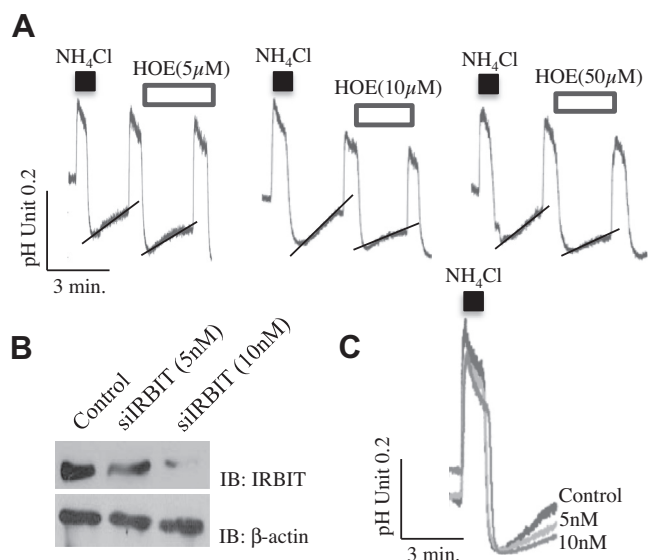 A
NH₄Cl
HOE(5µM)
NH₄Cl
HOE(10µM)
NH₄Cl
HOE(50µM)
pH Unit 0.2
3 min.
B
Control
siIRBIT (5nM)
siIRBIT (10nM)
IB: IRBIT
IB: β-actin
C
NH₄Cl
pH Unit 0.2
3 min.
Control
5nM
10nM